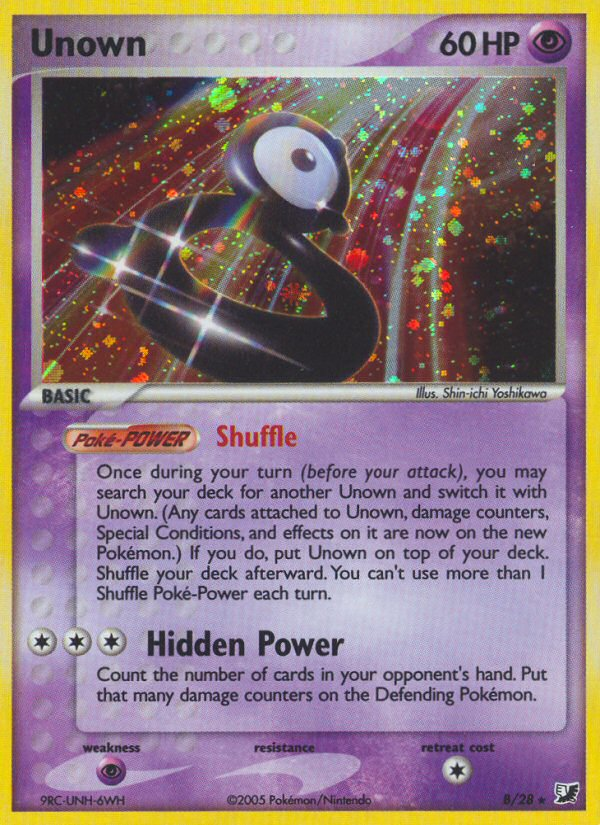 Unown 60 HP
BASIC Illus. Shin-ichi Yoshikawa
Poké-POWER Shuffle
Once during your turn (before your attack), you may
search your deck for another Unown and switch it with
Unown. (Any cards attached to Unown, damage counters,
Special Conditions, and effects on it are now on the new
Pokémon.) If you do, put Unown on top of your deck.
Shuffle your deck afterward. You can't use more than 1
Shuffle Poké-Power each turn.
Hidden Power
Count the number of cards in your opponent's hand. Put
that many damage counters on the Defending Pokémon.
weakness resistance retreat cost
9RC-UNH-6WH ©2005 Pokémon/Nintendo B/28 ★